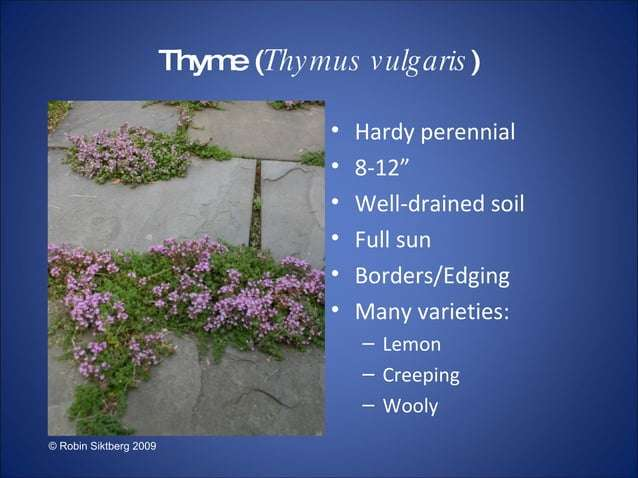 Thyme (Thymus vulgaris)
• Hardy perennial
• 8-12”
• Well-drained soil
• Full sun
• Borders/Edging
• Many varieties:
– Lemon
– Creeping
– Wooly
© Robin Siktberg 2009